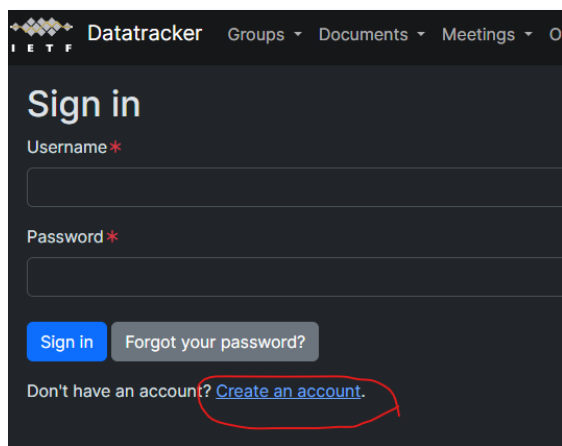 IETF Datatracker Groups Documents Meetings O
Sign in
Username*
Password*
Sign in Forgot your password?
Don't have an account? Create an account.